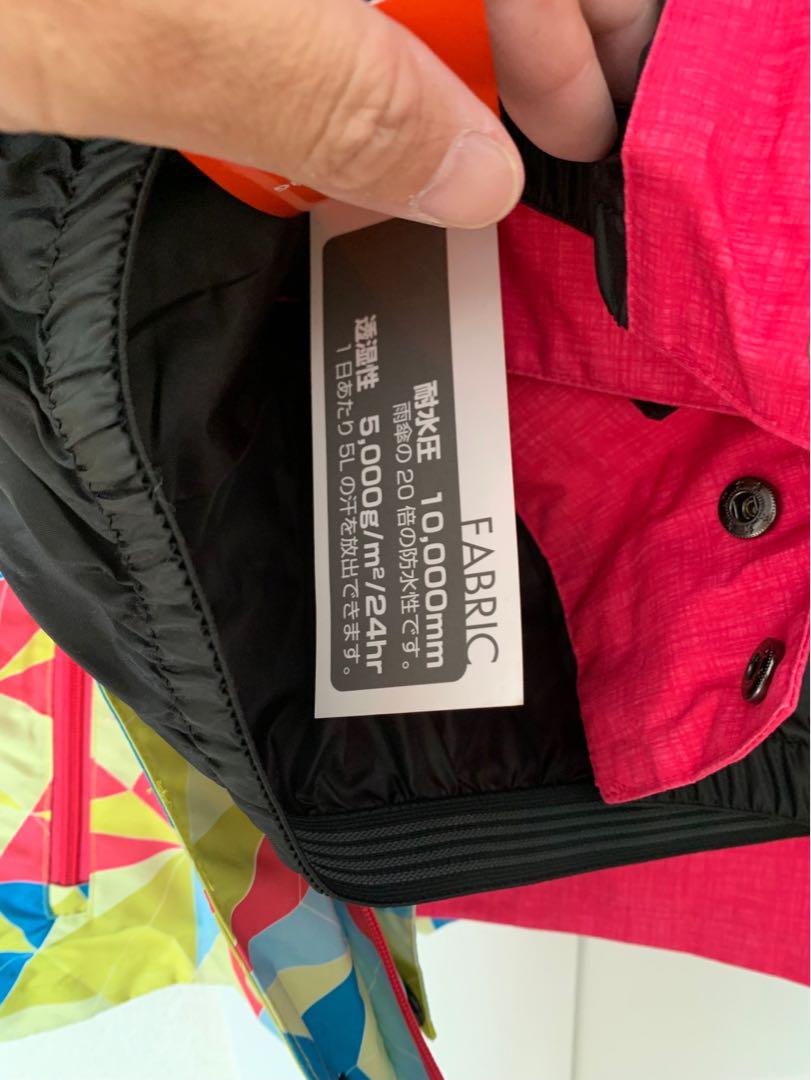 FABRIC
耐水圧 10,000mm
雨傘の 20 倍の防水性です。
透湿性 5,000g/m²/24hr
1日あたり 5L の汗を放出できます。